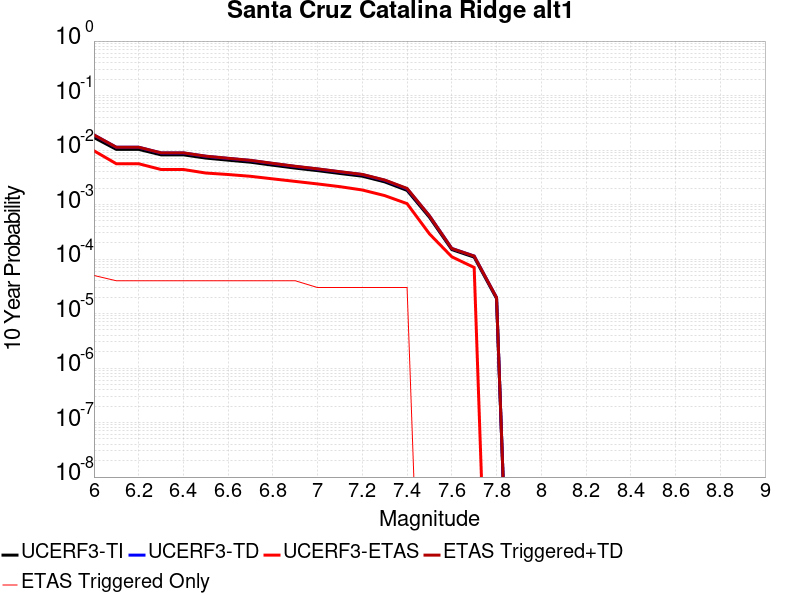 Santa Cruz Catalina Ridge alt1
10^0
10^-1
10^-2
10^-3
10^-4
10^-5
10^-6
10^-7
10^-8
10 Year Probability
6 6.2 6.4 6.6 6.8 7 7.2 7.4 7.6 7.8 8 8.2 8.4 8.6 8.8 9
Magnitude
UCERF3-TI UCERF3-TD UCERF3-ETAS ETAS Triggered+TD
ETAS Triggered Only